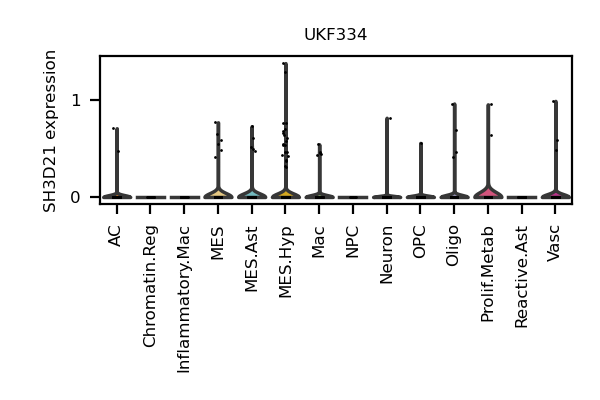 UKF334
SH3D21 expression
1
0
AC
Chromatin.Reg
Inflammatory.Mac
MES
MES.Ast
MES.Hyp
Mac
NPC
Neuron
OPC
Oligo
Prolif.Metab
Reactive.Ast
Vasc